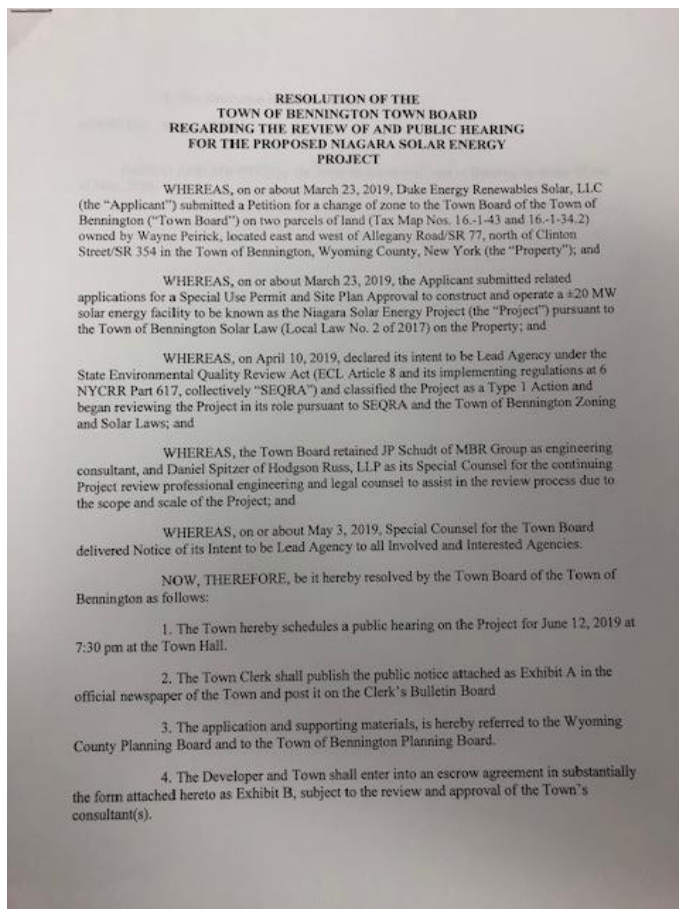 RESOLUTION OF THE
TOWN OF BENNINGTON TOWN BOARD
REGARDING THE REVIEW OF AND PUBLIC HEARING
FOR THE PROPOSED NIAGARA SOLAR ENERGY
PROJECT
WHEREAS, on or about March 23, 2019, Duke Energy Renewables Solar, LLC
(the “Applicant”) submitted a Petition for a change of zone to the Town Board of the Town of
Bennington (“Town Board”) on two parcels of land (Tax Map Nos. 16.-1-43 and 16.-1-34.2)
owned by Wayne Peirick, located east and west of Allegany Road/SR 77, north of Clinton
Street/SR 354 in the Town of Bennington, Wyoming County, New York (the “Property”); and
WHEREAS, on or about March 23, 2019, the Applicant submitted related
applications for a Special Use Permit and Site Plan Approval to construct and operate a ±20 MW
solar energy facility to be known as the Niagara Solar Energy Project (the “Project”) pursuant to
the Town of Bennington Solar Law (Local Law No. 2 of 2017) on the Property; and
WHEREAS, on April 10, 2019, declared its intent to be Lead Agency under the
State Environmental Quality Review Act (ECL Article 8 and its implementing regulations at 6
NYCRR Part 617, collectively “SEQRA”) and classified the Project as a Type 1 Action and
began reviewing the Project in its role pursuant to SEQRA and the Town of Bennington Zoning
and Solar Laws; and
WHEREAS, the Town Board retained JP Schudt of MBR Group as engineering
consultant, and Daniel Spitzer of Hodgson Russ, LLP as its Special Counsel for the continuing
Project review professional engineering and legal counsel to assist in the review process due to
the scope and scale of the Project; and
WHEREAS, on or about May 3, 2019, Special Counsel for the Town Board
delivered Notice of its Intent to be Lead Agency to all Involved and Interested Agencies.
NOW, THEREFORE, be it hereby resolved by the Town Board of the Town of
Bennington as follows:
1. The Town hereby schedules a public hearing on the Project for June 12, 2019 at
7:30 pm at the Town Hall.
2. The Town Clerk shall publish the public notice attached as Exhibit A in the
official newspaper of the Town and post it on the Clerk’s Bulletin Board
3. The application and supporting materials, is hereby referred to the Wyoming
County Planning Board and to the Town of Bennington Planning Board.
4. The Developer and Town shall enter into an escrow agreement in substantially
the form attached hereto as Exhibit B, subject to the review and approval of the Town’s
consultant(s).